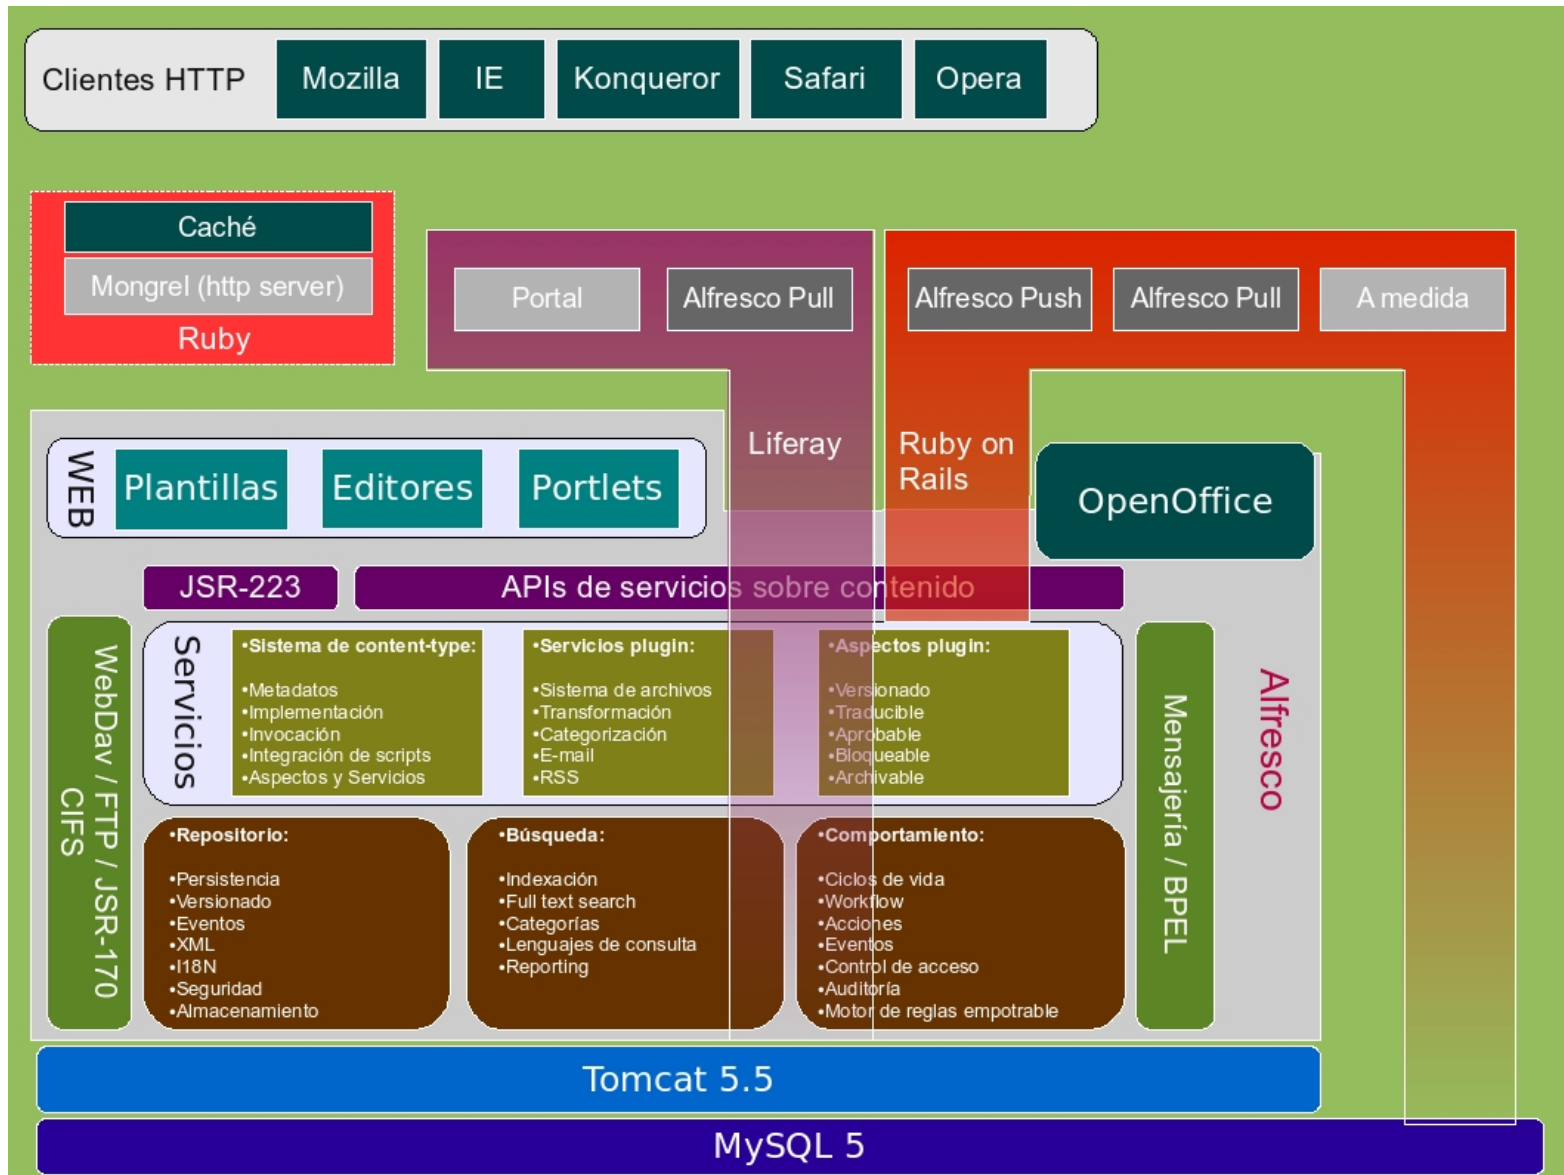 Clientes HTTP
Mozilla
IE
Konqueror
Safari
Opera
Caché
Mongrel (http server)
Ruby
Portal
Alfresco Pull
Alfresco Push
Alfresco Pull
A medida
Liferay
Ruby on
Rails
WEB
Plantillas
Editores
Portlets
OpenOffice
JSR-223
APIs de servicios sobre contenido
WebDav / FTP / JSR-170
CIFS
Servicios
•Sistema de content-type:
•Metadatos
•Implementación
•Invocación
•Integración de scripts
•Aspectos y Servicios
•Servicios plugin:
•Sistema de archivos
•Transformación
•Categorización
•E-mail
•RSS
•Aspectos plugin:
•Versionado
•Traducible
•Aprobable
•Bloqueable
•Archivable
Mensajería / BPEL
Alfresco
•Repositorio:
•Persistencia
•Versionado
•Eventos
•XML
•I18N
•Seguridad
•Almacenamiento
•Búsqueda:
•Indexación
•Full text search
•Categorías
•Lenguajes de consulta
•Reporting
•Comportamiento:
•Ciclos de vida
•Workflow
•Acciones
•Eventos
•Control de acceso
•Auditoría
•Motor de reglas empotrable
Tomcat 5.5
MySQL 5